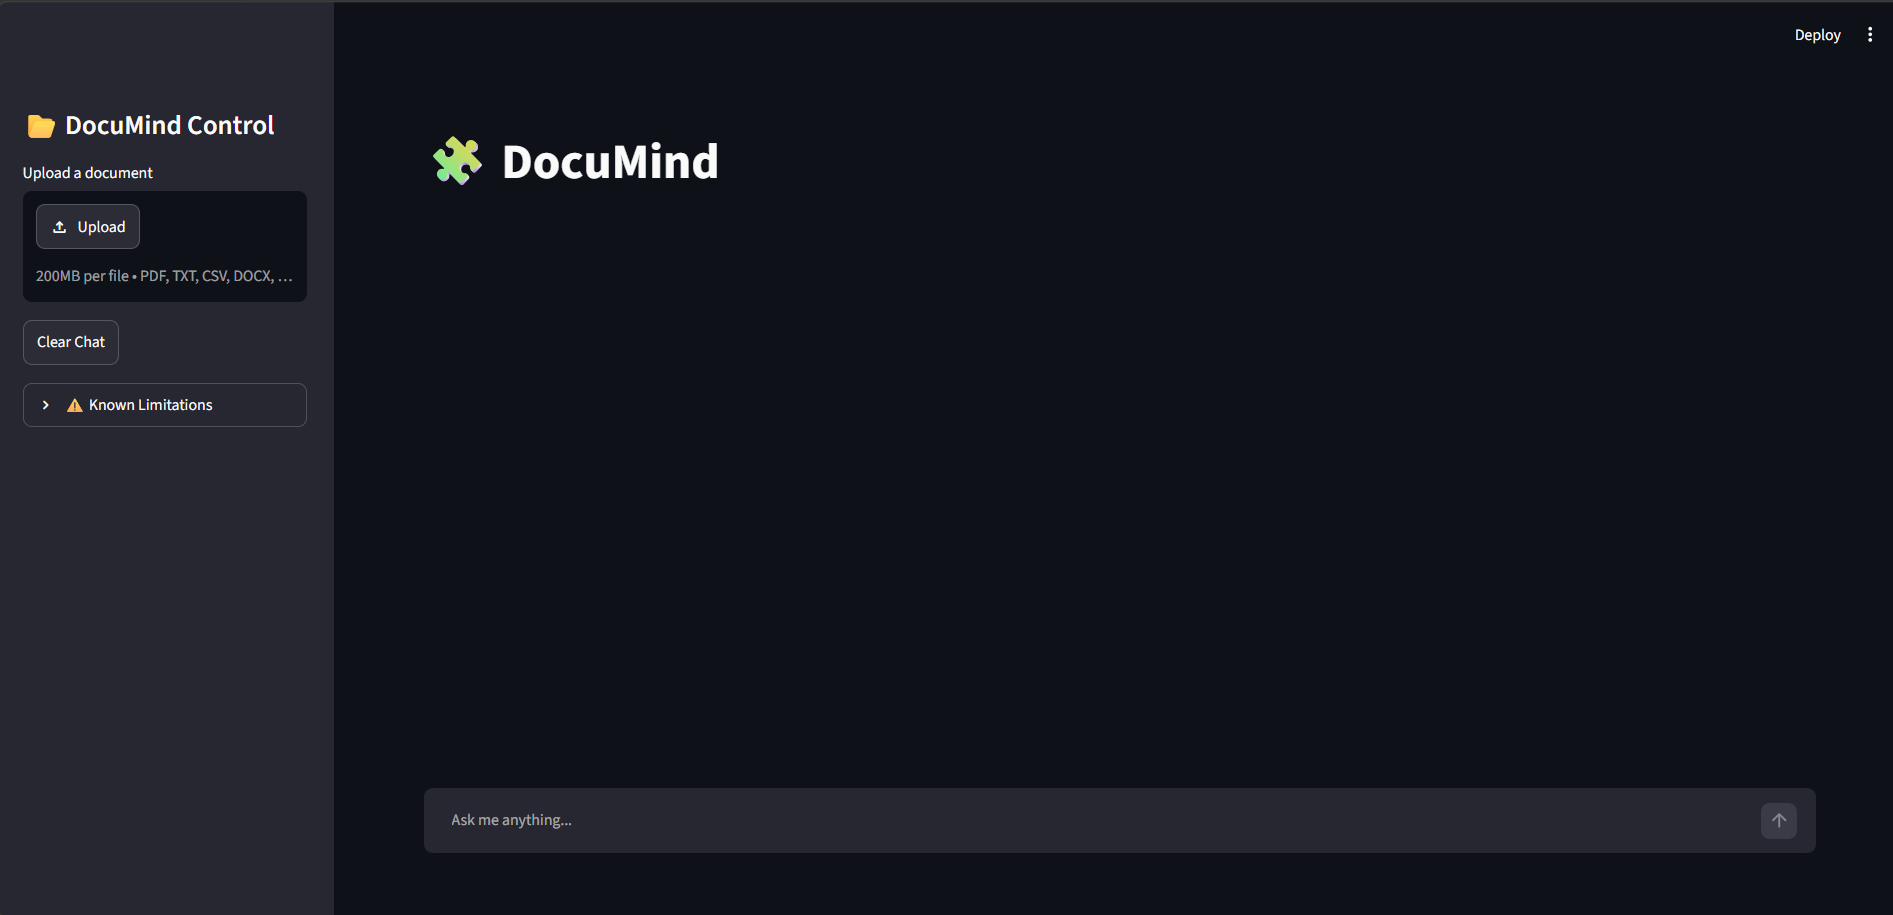 Deploy
DocuMind Control
Upload a document
Upload
200MB per file • PDF, TXT, CSV, DOCX, …
Clear Chat
Known Limitations
DocuMind
Ask me anything...